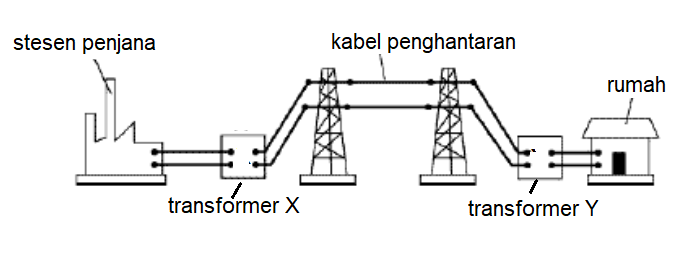 stesen penjana
kabel penghantaran
rumah
transformer X
transformer Y